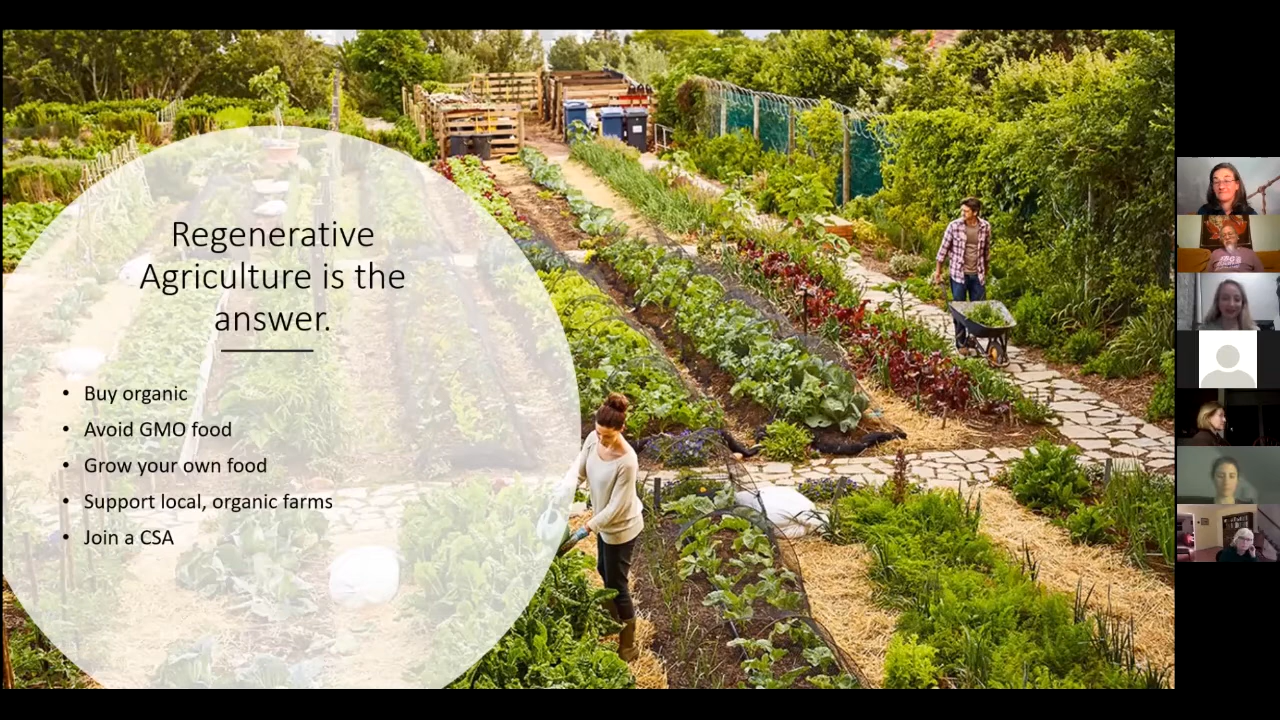 Regenerative
Agriculture is the
answer.
• Buy organic
• Avoid GMO food
• Grow your own food
• Support local, organic farms
• Join a CSA